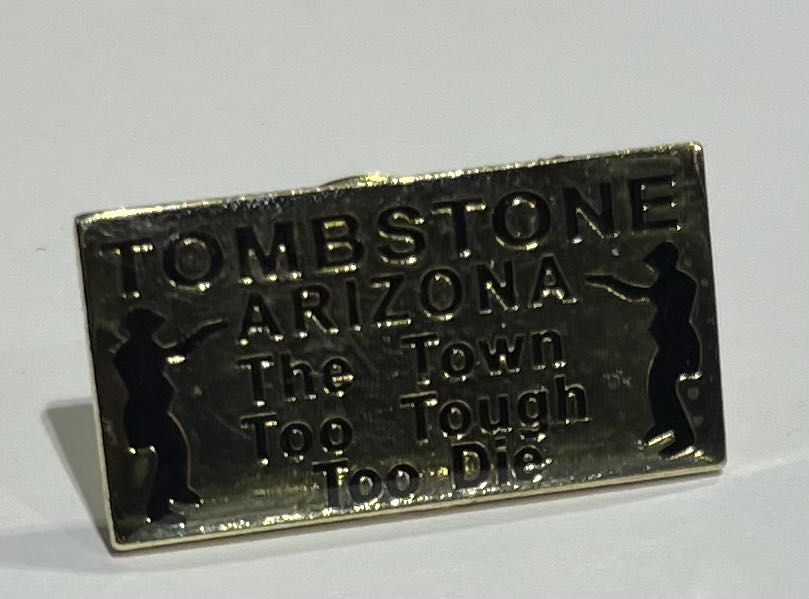 TOMBSTONE
ARIZONA
The Town
Too Tough
Too Die